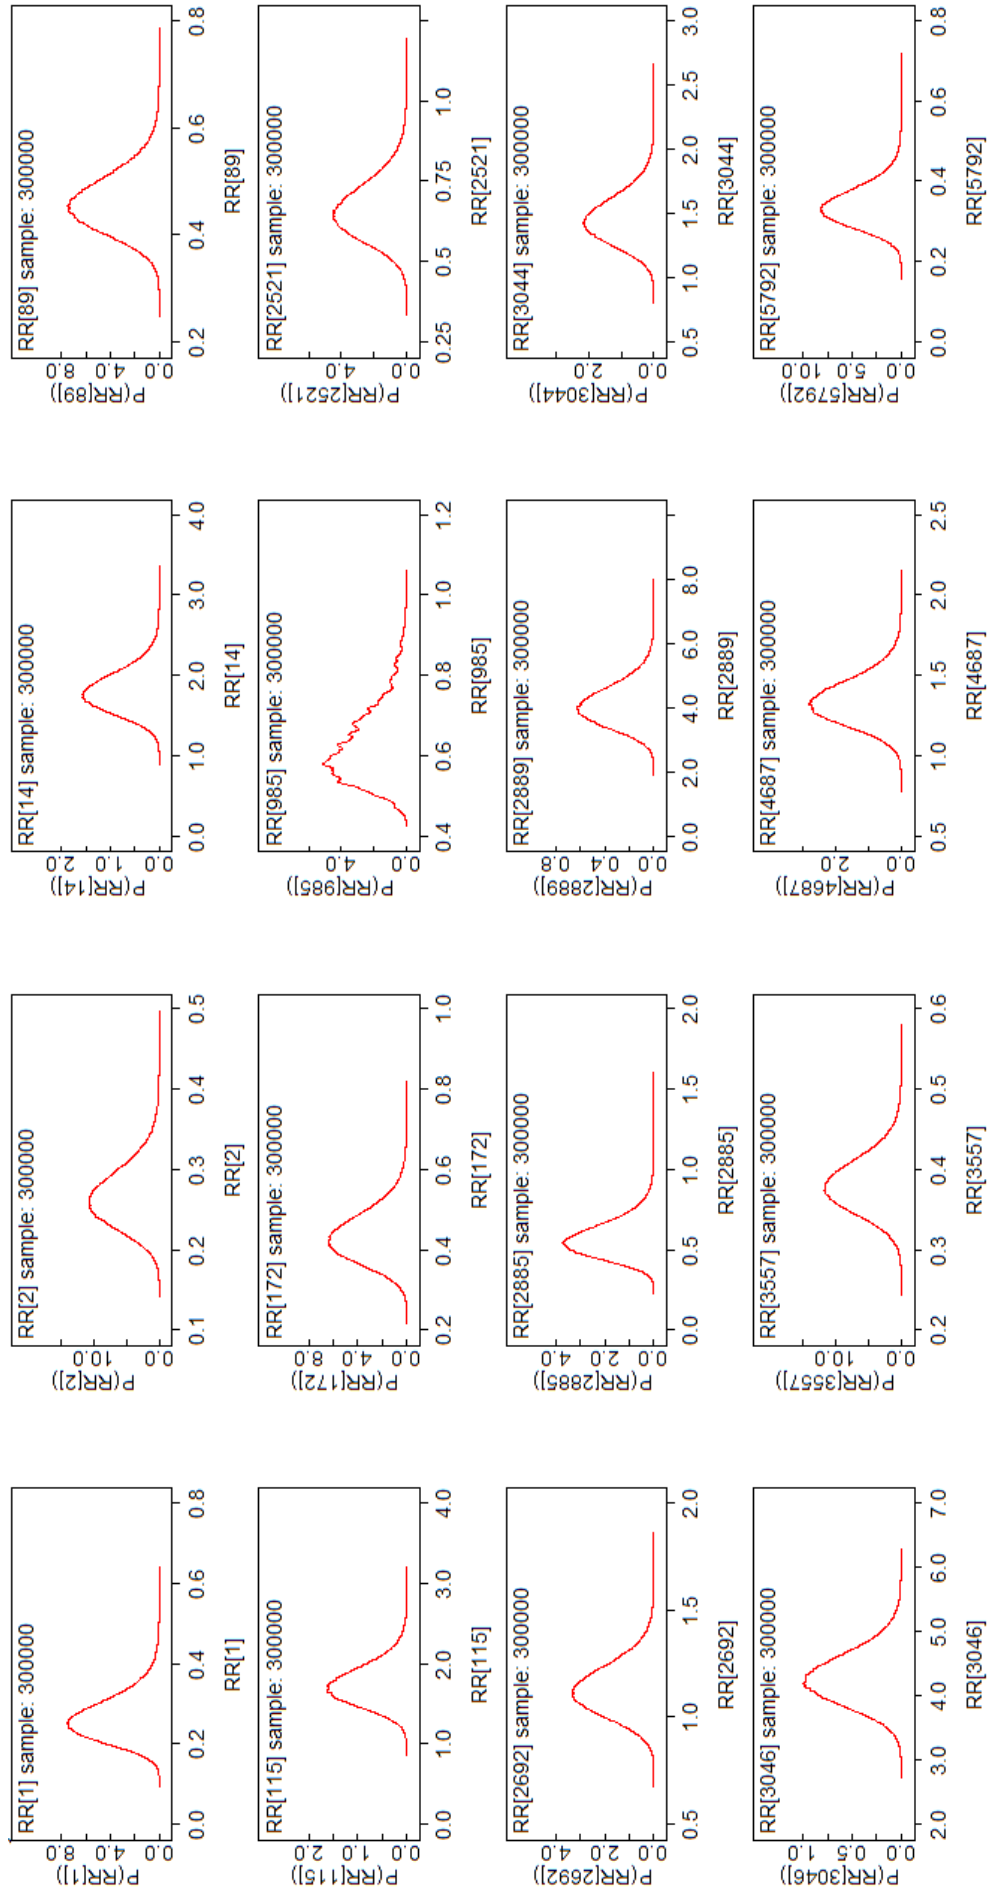 RR[1] sample: 300000
P(RR[1])
0.0 4.0 8.0
0.0 0.2 0.4 0.6 0.8
RR[1]
RR[2] sample: 300000
P(RR[2])
0.0 10.0
0.1 0.2 0.3 0.4 0.5
RR[2]
RR[14] sample: 300000
P(RR[14])
0.0 1.0 2.0
0.0 1.0 2.0 3.0 4.0
RR[14]
RR[89] sample: 300000
P(RR[89])
0.0 4.0 8.0
0.2 0.4 0.6 0.8
RR[89]
RR[115] sample: 300000
P(RR[115])
0.0 1.0 2.0
0.0 1.0 2.0 3.0 4.0
RR[115]
RR[172] sample: 300000
P(RR[172])
0.0 4.0 8.0
0.2 0.4 0.6 0.8 1.0
RR[172]
RR[985] sample: 300000
P(RR[985])
0.0 4.0
0.4 0.6 0.8 1.0 1.2
RR[985]
RR[2521] sample: 300000
P(RR[2521])
0.0 4.0
0.25 0.5 0.75 1.0
RR[2521]
RR[2692] sample: 300000
P(RR[2692])
0.0 2.0 4.0
0.5 1.0 1.5 2.0
RR[2692]
RR[2885] sample: 300000
P(RR[2885])
0.0 2.0 4.0
0.0 0.5 1.0 1.5 2.0
RR[2885]
RR[2889] sample: 300000
P(RR[2889])
0.0 0.4 0.8
0.0 2.0 4.0 6.0 8.0
RR[2889]
RR[3044] sample: 300000
P(RR[3044])
0.0 2.0
0.5 1.0 1.5 2.0 2.5 3.0
RR[3044]
RR[3046] sample: 300000
P(RR[3046])
0.0 0.5 1.0
2.0 3.0 4.0 5.0 6.0 7.0
RR[3046]
RR[3557] sample: 300000
P(RR[3557])
0.0 10.0
0.2 0.3 0.4 0.5 0.6
RR[3557]
RR[4687] sample: 300000
P(RR[4687])
0.0 2.0
0.5 1.0 1.5 2.0 2.5
RR[4687]
RR[5792] sample: 300000
P(RR[5792])
0.0 5.0 10.0
0.0 0.2 0.4 0.6 0.8
RR[5792]